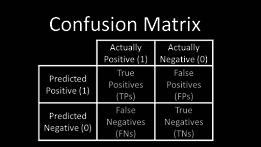 Confusion Matrix
Actually Positive (1)
Actually Negative (0)
Predicted Positive (1)
True Positives (TPs)
False Positives (FPs)
Predicted Negative (0)
False Negatives (FNs)
True Negatives (TNs)